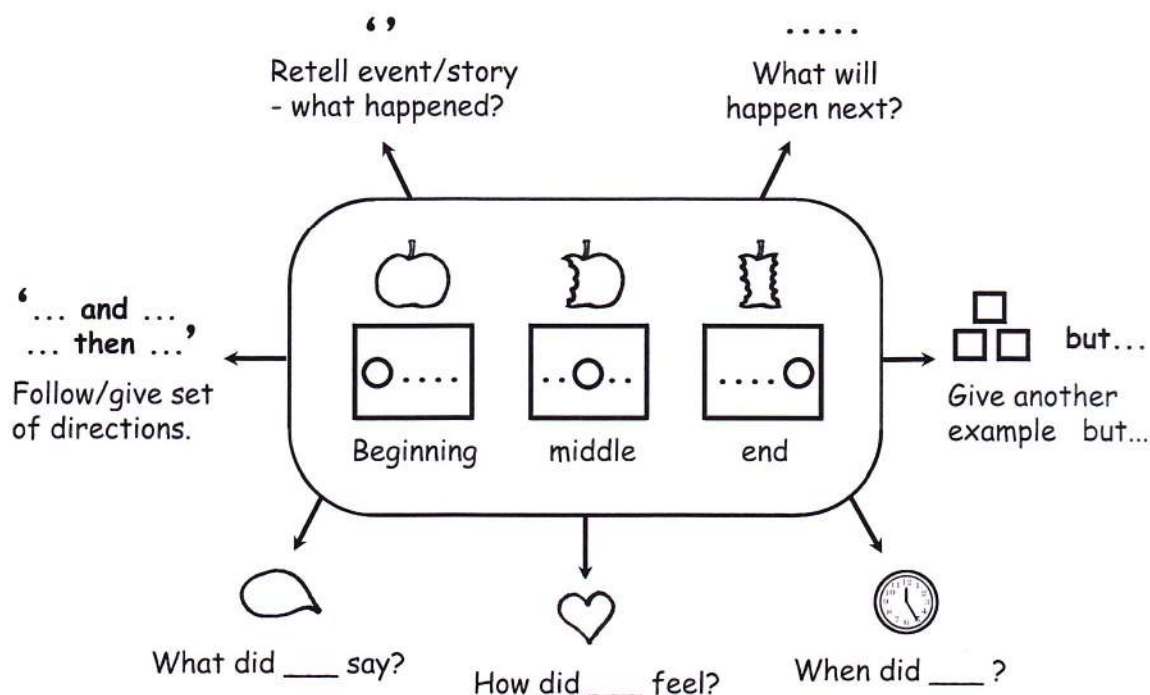 ‘ ’
Retell event/story
- what happened?
.....
What will
happen next?
‘... and ...
... then ...’
Follow/give set
of directions.
Beginning
middle
end
but...
Give another
example but...
What did ___ say?
How did ___ feel?
When did ___ ?